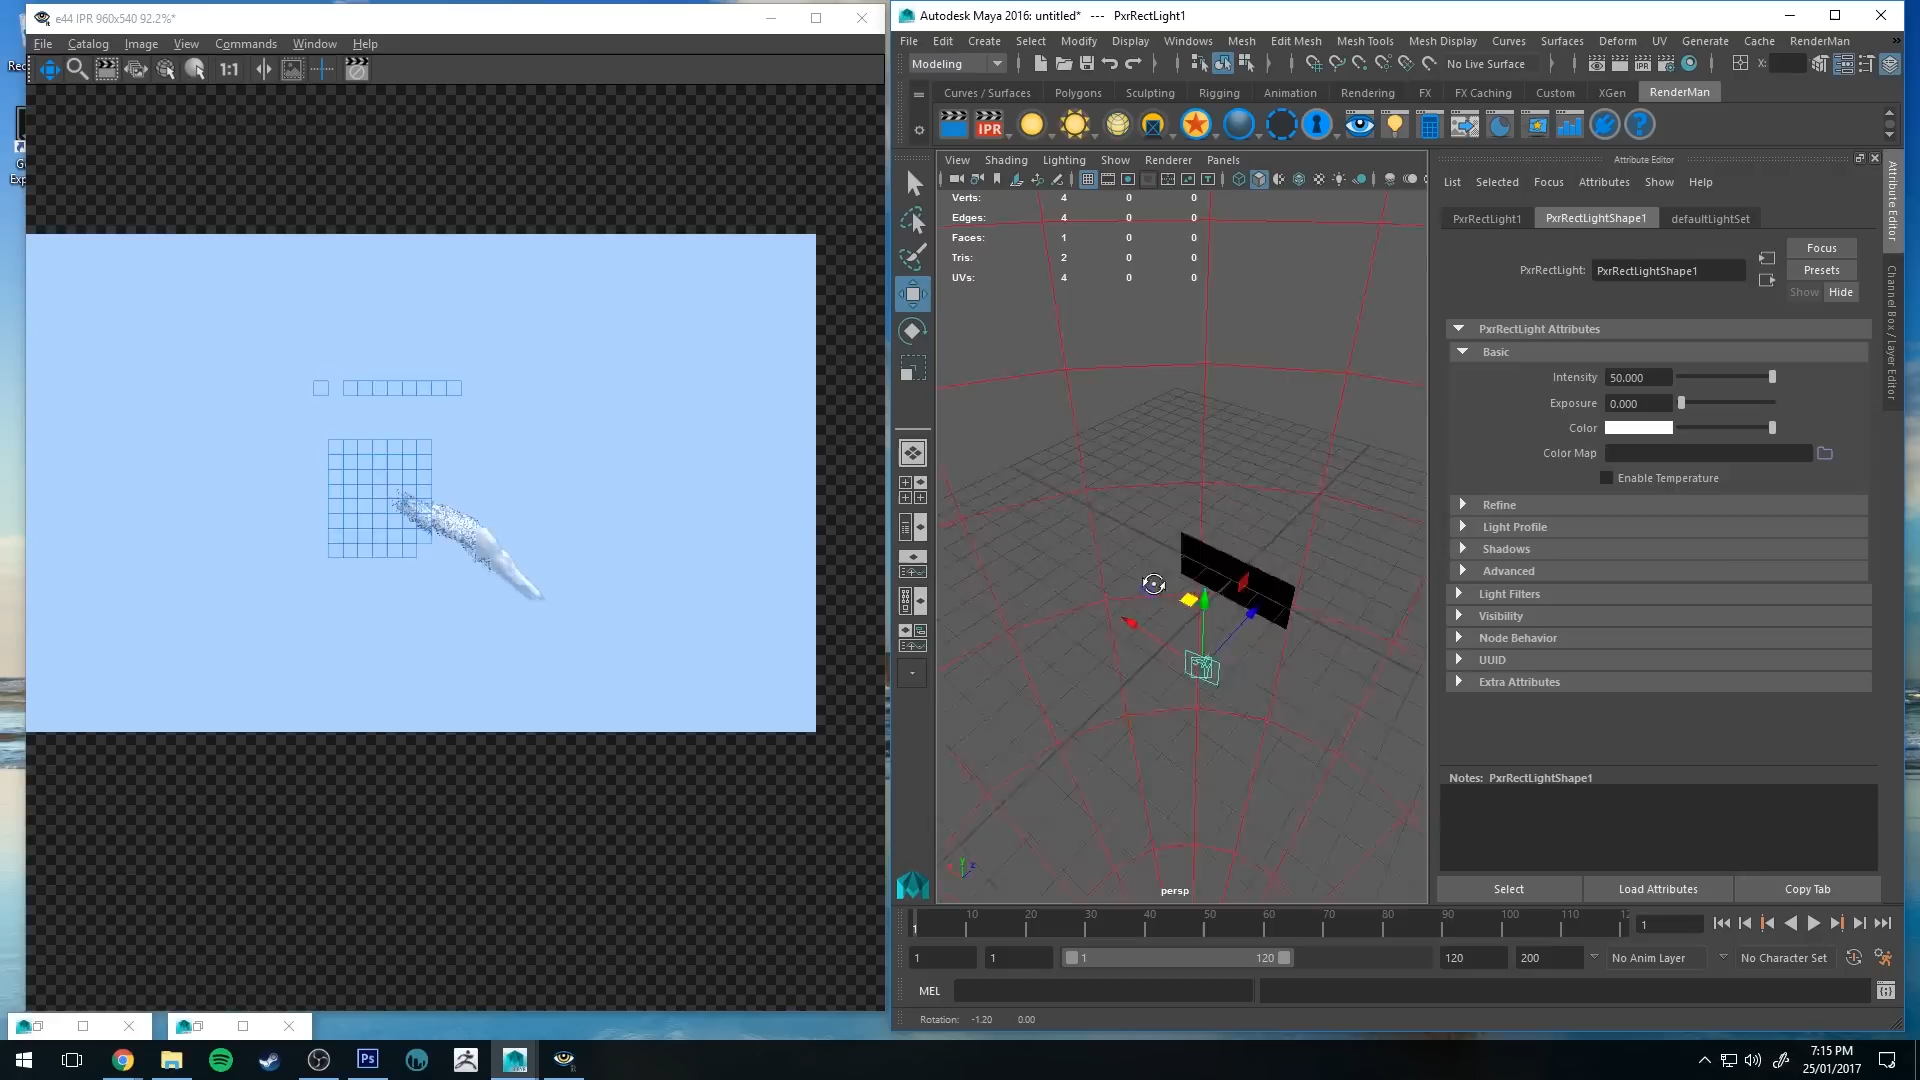 e44 IPR 960x540 92.2%*
File Catalog Image View Commands Window Help
1:1
Autodesk Maya 2016: untitled* --- PxrRectLight1
File Edit Create Select Modify Display Windows Mesh Edit Mesh Mesh Tools Mesh Display Curves Surfaces Deform UV Generate Cache RenderMan
Modeling No Live Surface X:
Curves / Surfaces Polygons Sculpting Rigging Animation Rendering FX FX Caching Custom XGen RenderMan
IPR
View Shading Lighting Show Renderer Panels
Verts: 4 0 0
Edges: 4 0 0
Faces: 1 0 0
Tris: 2 0 0
UVs: 4 0 0
persp
Attribute Editor
List Selected Focus Attributes Show Help
PxrRectLight1 PxrRectLightShape1 defaultLightSet
PxrRectLight: PxrRectLightShape1
Focus
Presets
Show Hide
PxrRectLight Attributes
Basic
Intensity 50.000
Exposure 0.000
Color
Color Map
Enable Temperature
Refine
Light Profile
Shadows
Advanced
Light Filters
Visibility
Node Behavior
UUID
Extra Attributes
Notes: PxrRectLightShape1
Select Load Attributes Copy Tab
Attribute Editor
Channel Box / Layer Editor
1 10 20 30 40 50 60 70 80 90 100 110 12
1
1 1 1 120 120 200 No Anim Layer No Character Set
MEL
Rotation: -1.20 0.00
Ps
7:15 PM
25/01/2017